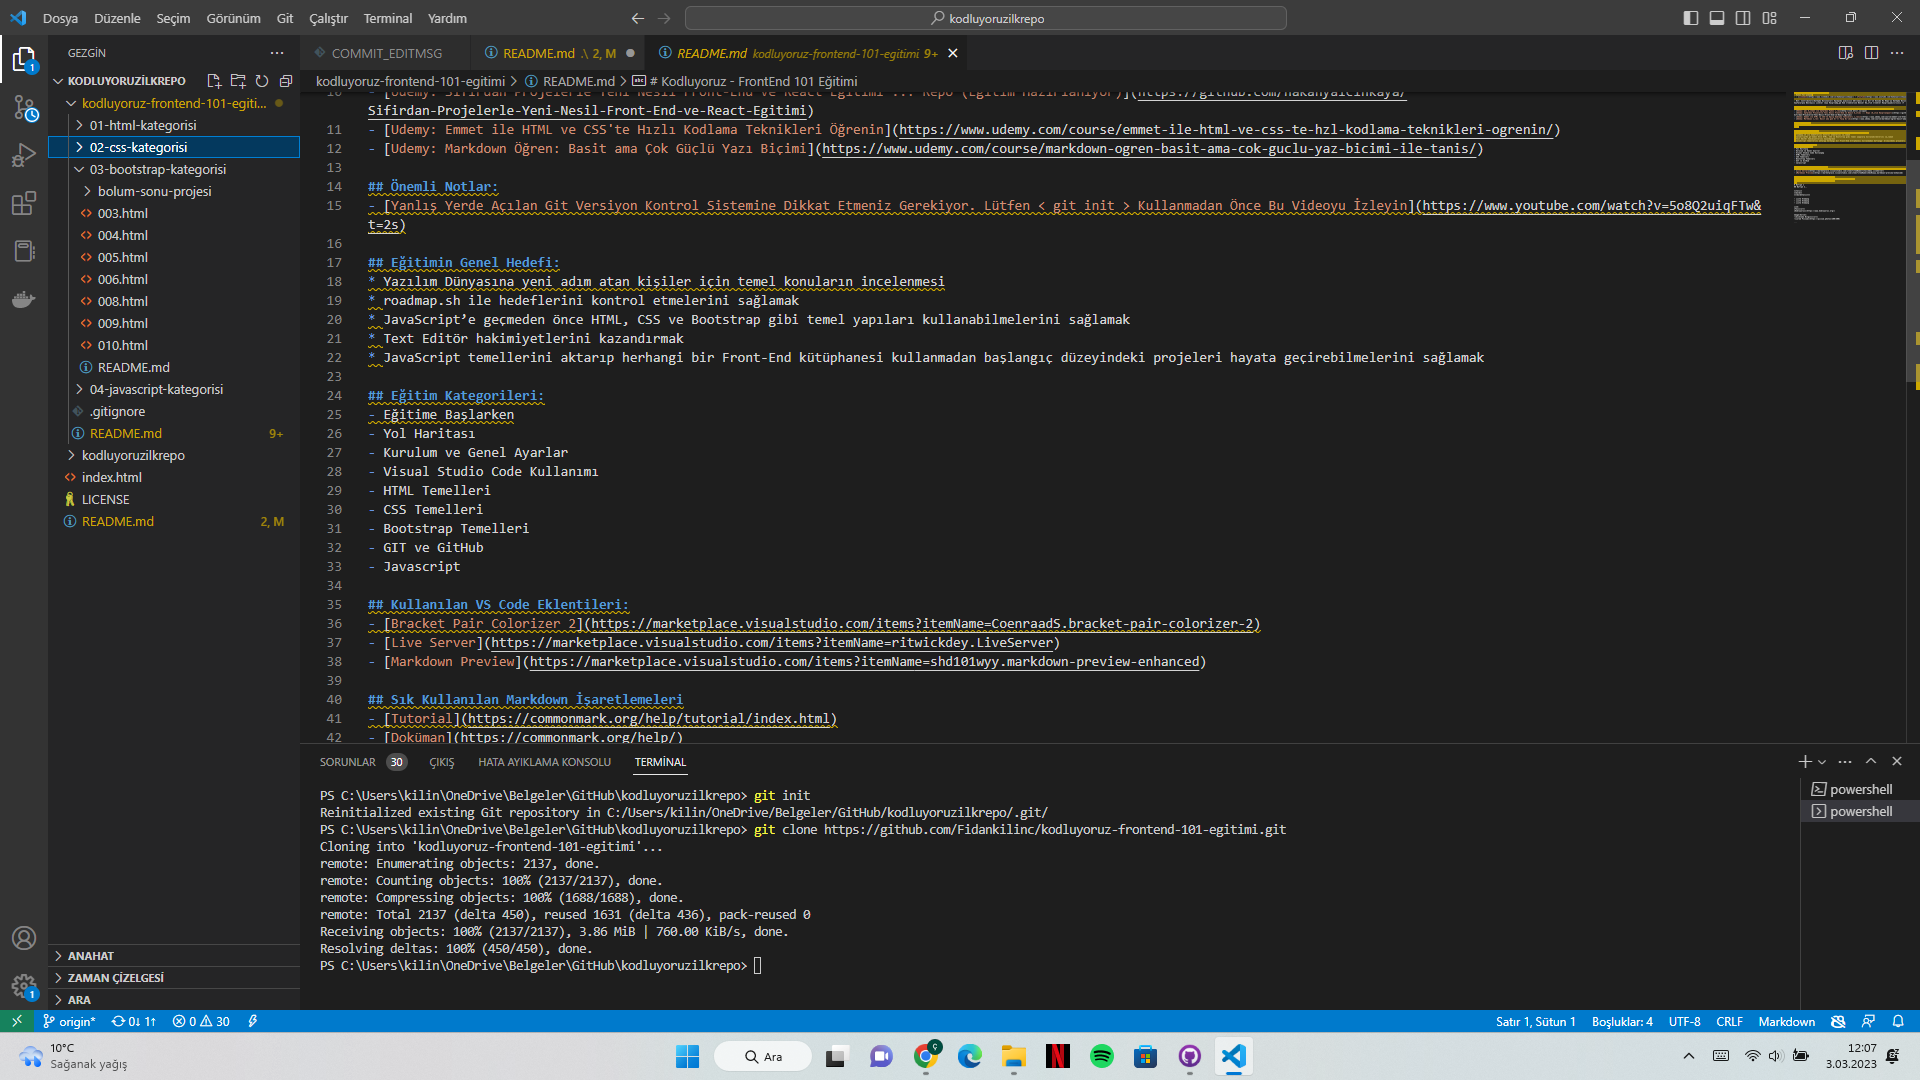 Dosya Düzenle Seçim Görünüm Git Çalıştır Terminal Yardım
kodluyoruzilkrepo
GEZGİN
KODLUYORUZİLKREPO
kodluyoruz-frontend-101-egiti...
01-html-kategorisi
02-css-kategorisi
03-bootstrap-kategorisi
bolum-sonu-projesi
003.html
004.html
005.html
006.html
008.html
009.html
010.html
README.md
04-javascript-kategorisi
.gitignore
README.md 9+
kodluyoruzilkrepo
index.html
LICENSE
README.md 2, M
ANAHAT
ZAMAN ÇİZELGESİ
ARA
COMMIT_EDITMSG
README.md .\ 2, M
README.md kodluyoruz-frontend-101-egitimi 9+
kodluyoruz-frontend-101-egitimi > README.md > # Kodluyoruz - FrontEnd 101 Eğitimi
10 - [Udemy: Sıfırdan Projelerle Yeni Nesil Front-End ve React Eğitimi ... Repo (Eğitim Hazırlanıyor)](https://github.com/hakanyalcinkaya/
Sifirdan-Projelerle-Yeni-Nesil-Front-End-ve-React-Egitimi)
11 - [Udemy: Emmet ile HTML ve CSS'te Hızlı Kodlama Teknikleri Öğrenin](https://www.udemy.com/course/emmet-ile-html-ve-css-te-hzl-kodlama-teknikleri-ogrenin/)
12 - [Udemy: Markdown Öğren: Basit ama Çok Güçlü Yazı Biçimi](https://www.udemy.com/course/markdown-ogren-basit-ama-cok-guclu-yaz-bicimi-ile-tanis/)
13
14 ## Önemli Notlar:
15 - [Yanlış Yerde Açılan Git Versiyon Kontrol Sistemine Dikkat Etmeniz Gerekiyor. Lütfen < git init > Kullanmadan Önce Bu Videoyu İzleyin](https://www.youtube.com/watch?v=5o8Q2uiqFTw&
t=2s)
16
17 ## Eğitimin Genel Hedefi:
18 * Yazılım Dünyasına yeni adım atan kişiler için temel konuların incelenmesi
19 * roadmap.sh ile hedeflerini kontrol etmelerini sağlamak
20 * JavaScript’e geçmeden önce HTML, CSS ve Bootstrap gibi temel yapıları kullanabilmelerini sağlamak
21 * Text Editör hakimiyetlerini kazandırmak
22 * JavaScript temellerini aktarıp herhangi bir Front-End kütüphanesi kullanmadan başlangıç düzeyindeki projeleri hayata geçirebilmelerini sağlamak
23
24 ## Eğitim Kategorileri:
25 - Eğitime Başlarken
26 - Yol Haritası
27 - Kurulum ve Genel Ayarlar
28 - Visual Studio Code Kullanımı
29 - HTML Temelleri
30 - CSS Temelleri
31 - Bootstrap Temelleri
32 - GIT ve GitHub
33 - Javascript
34
35 ## Kullanılan VS Code Eklentileri:
36 - [Bracket Pair Colorizer 2](https://marketplace.visualstudio.com/items?itemName=CoenraadS.bracket-pair-colorizer-2)
37 - [Live Server](https://marketplace.visualstudio.com/items?itemName=ritwickdey.LiveServer)
38 - [Markdown Preview](https://marketplace.visualstudio.com/items?itemName=shd101wyy.markdown-preview-enhanced)
39
40 ## Sık Kullanılan Markdown İşaretlemeleri
41 - [Tutorial](https://commonmark.org/help/tutorial/index.html)
42 - [Doküman](https://commonmark.org/help/)
SORUNLAR 30 ÇIKIŞ HATA AYIKLAMA KONSOLU TERMİNAL
PS C:\Users\kilin\OneDrive\Belgeler\GitHub\kodluyoruzilkrepo> git init
Reinitialized existing Git repository in C:/Users/kilin/OneDrive/Belgeler/GitHub/kodluyoruzilkrepo/.git/
PS C:\Users\kilin\OneDrive\Belgeler\GitHub\kodluyoruzilkrepo> git clone https://github.com/Fidankilinc/kodluyoruz-frontend-101-egitimi.git
Cloning into 'kodluyoruz-frontend-101-egitimi'...
remote: Enumerating objects: 2137, done.
remote: Counting objects: 100% (2137/2137), done.
remote: Compressing objects: 100% (1688/1688), done.
remote: Total 2137 (delta 450), reused 1631 (delta 436), pack-reused 0
Receiving objects: 100% (2137/2137), 3.86 MiB | 760.00 KiB/s, done.
Resolving deltas: 100% (450/450), done.
PS C:\Users\kilin\OneDrive\Belgeler\GitHub\kodluyoruzilkrepo>
powershell
powershell
1
1
origin* 0↓ 1↑ 0 30
Satır 1, Sütun 1 Boşluklar: 4 UTF-8 CRLF Markdown
10°C
Sağanak yağış
Ara
12:07
3.03.2023